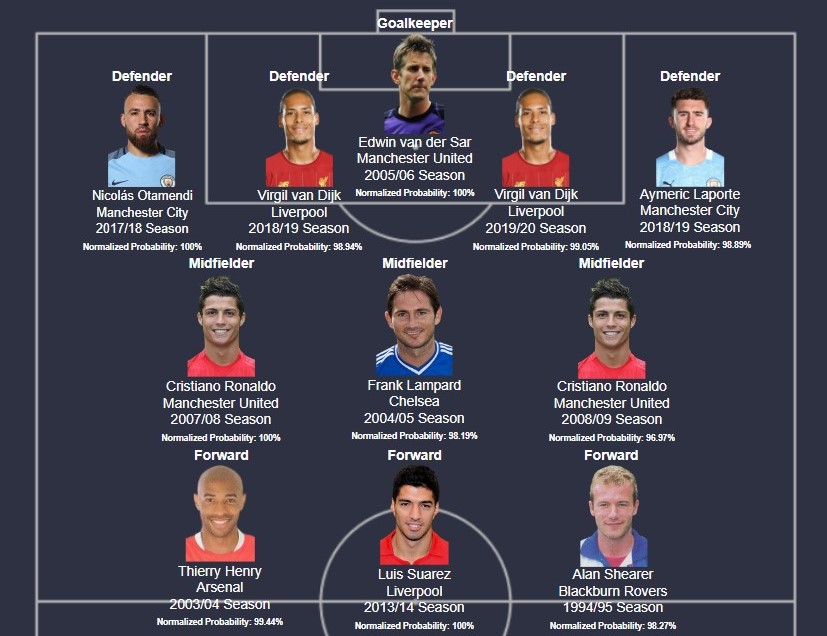 Goalkeeper
Edwin van der Sar
Manchester United
2005/06 Season
Normalized Probability: 100%
Defender
Nicolás Otamendi
Manchester City
2017/18 Season
Normalized Probability: 100%
Defender
Virgil van Dijk
Liverpool
2018/19 Season
Normalized Probability: 98.94%
Defender
Virgil van Dijk
Liverpool
2019/20 Season
Normalized Probability: 99.05%
Defender
Aymeric Laporte
Manchester City
2018/19 Season
Normalized Probability: 98.89%
Midfielder
Cristiano Ronaldo
Manchester United
2007/08 Season
Normalized Probability: 100%
Midfielder
Frank Lampard
Chelsea
2004/05 Season
Normalized Probability: 98.19%
Midfielder
Cristiano Ronaldo
Manchester United
2008/09 Season
Normalized Probability: 96.97%
Forward
Thierry Henry
Arsenal
2003/04 Season
Normalized Probability: 99.44%
Forward
Luis Suarez
Liverpool
2013/14 Season
Normalized Probability: 100%
Forward
Alan Shearer
Blackburn Rovers
1994/95 Season
Normalized Probability: 98.27%